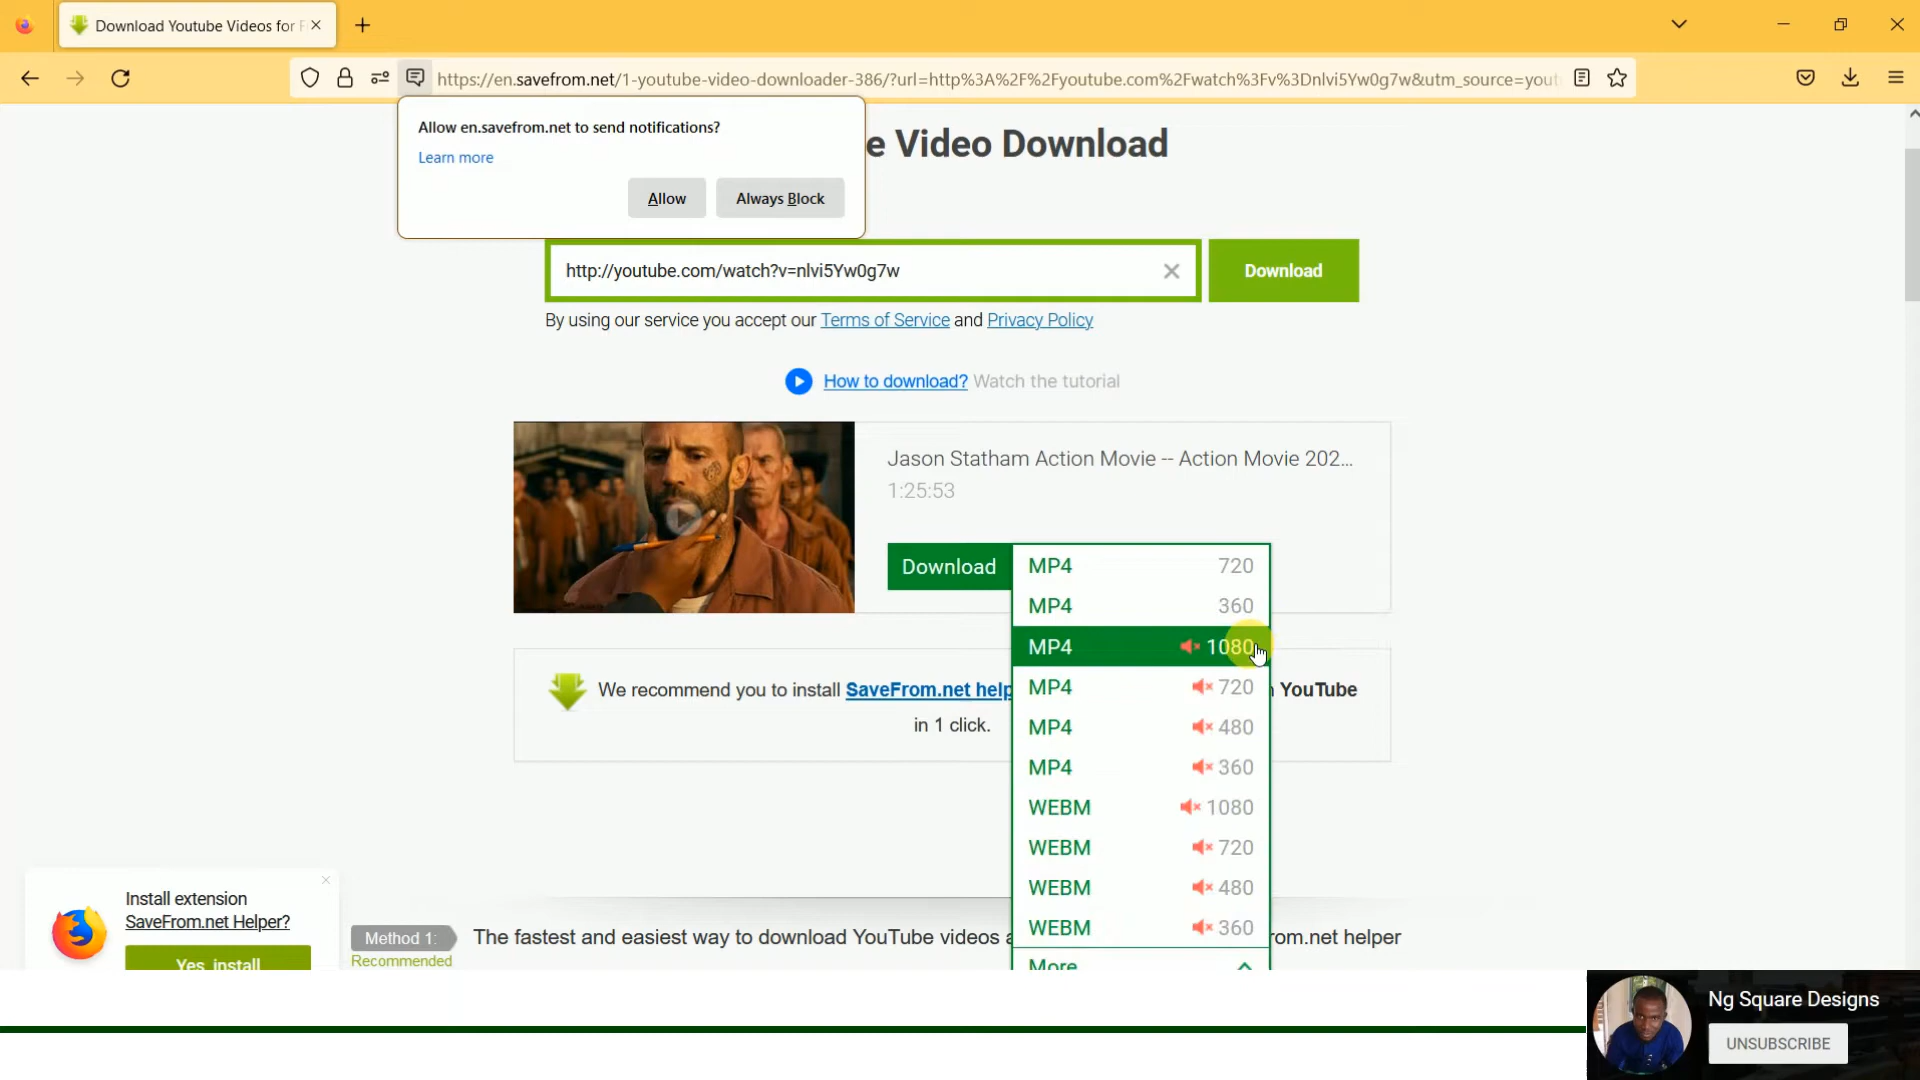 Download Youtube Videos for F
https://en.savefrom.net/1-youtube-video-downloader-386/?url=http%3A%2F%2Fyoutube.com%2Fwatch%3Fv%3Dnlvi5Yw0g7w&utm_source=yout
Allow en.savefrom.net to send notifications?
Learn more
Allow Always Block
e Video Download
http://youtube.com/watch?v=nlvi5Yw0g7w
Download
By using our service you accept our Terms of Service and Privacy Policy
How to download? Watch the tutorial
Jason Statham Action Movie -- Action Movie 202...
1:25:53
Download
MP4 720
MP4 360
MP4 1080
MP4 720
MP4 480
MP4 360
WEBM 1080
WEBM 720
WEBM 480
WEBM 360
More
We recommend you to install SaveFrom.net help YouTube
in 1 click.
Install extension
SaveFrom.net Helper?
Yes, install
Method 1:
Recommended
The fastest and easiest way to download YouTube videos a om.net helper
Ng Square Designs
UNSUBSCRIBE